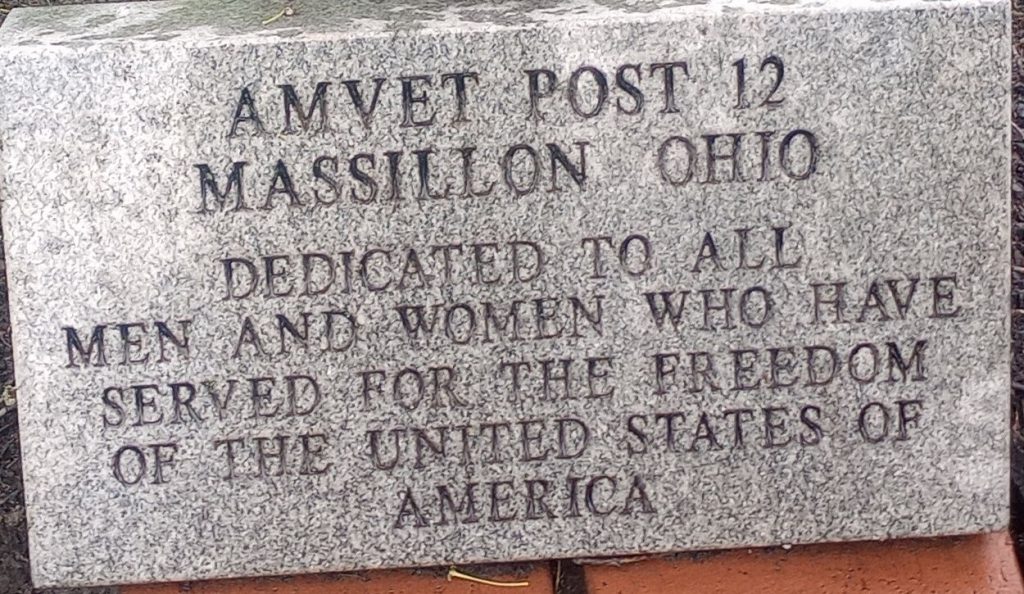 AMVET POST 12
MASSILLON OHIO
DEDICATED TO ALL
MEN AND WOMEN WHO HAVE
SERVED FOR THE FREEDOM
OF THE UNITED STATES OF
AMERICA